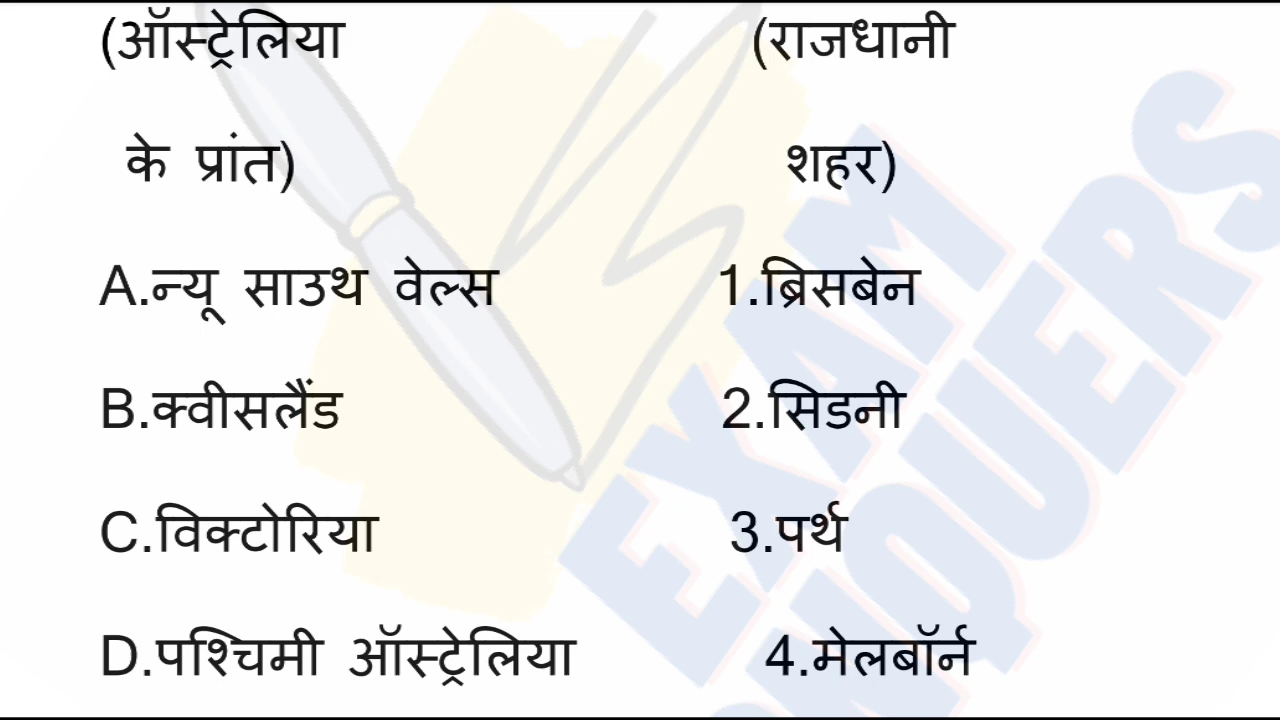 (ऑस्ट्रेलिया (राजधानी
के प्रांत) शहर)
A.न्यू साउथ वेल्स 1.ब्रिसबेन
B.क्वीसलैंड 2.सिडनी
C.विक्टोरिया 3.पर्थ
D.पश्चिमी ऑस्ट्रेलिया 4.मेलबॉर्न